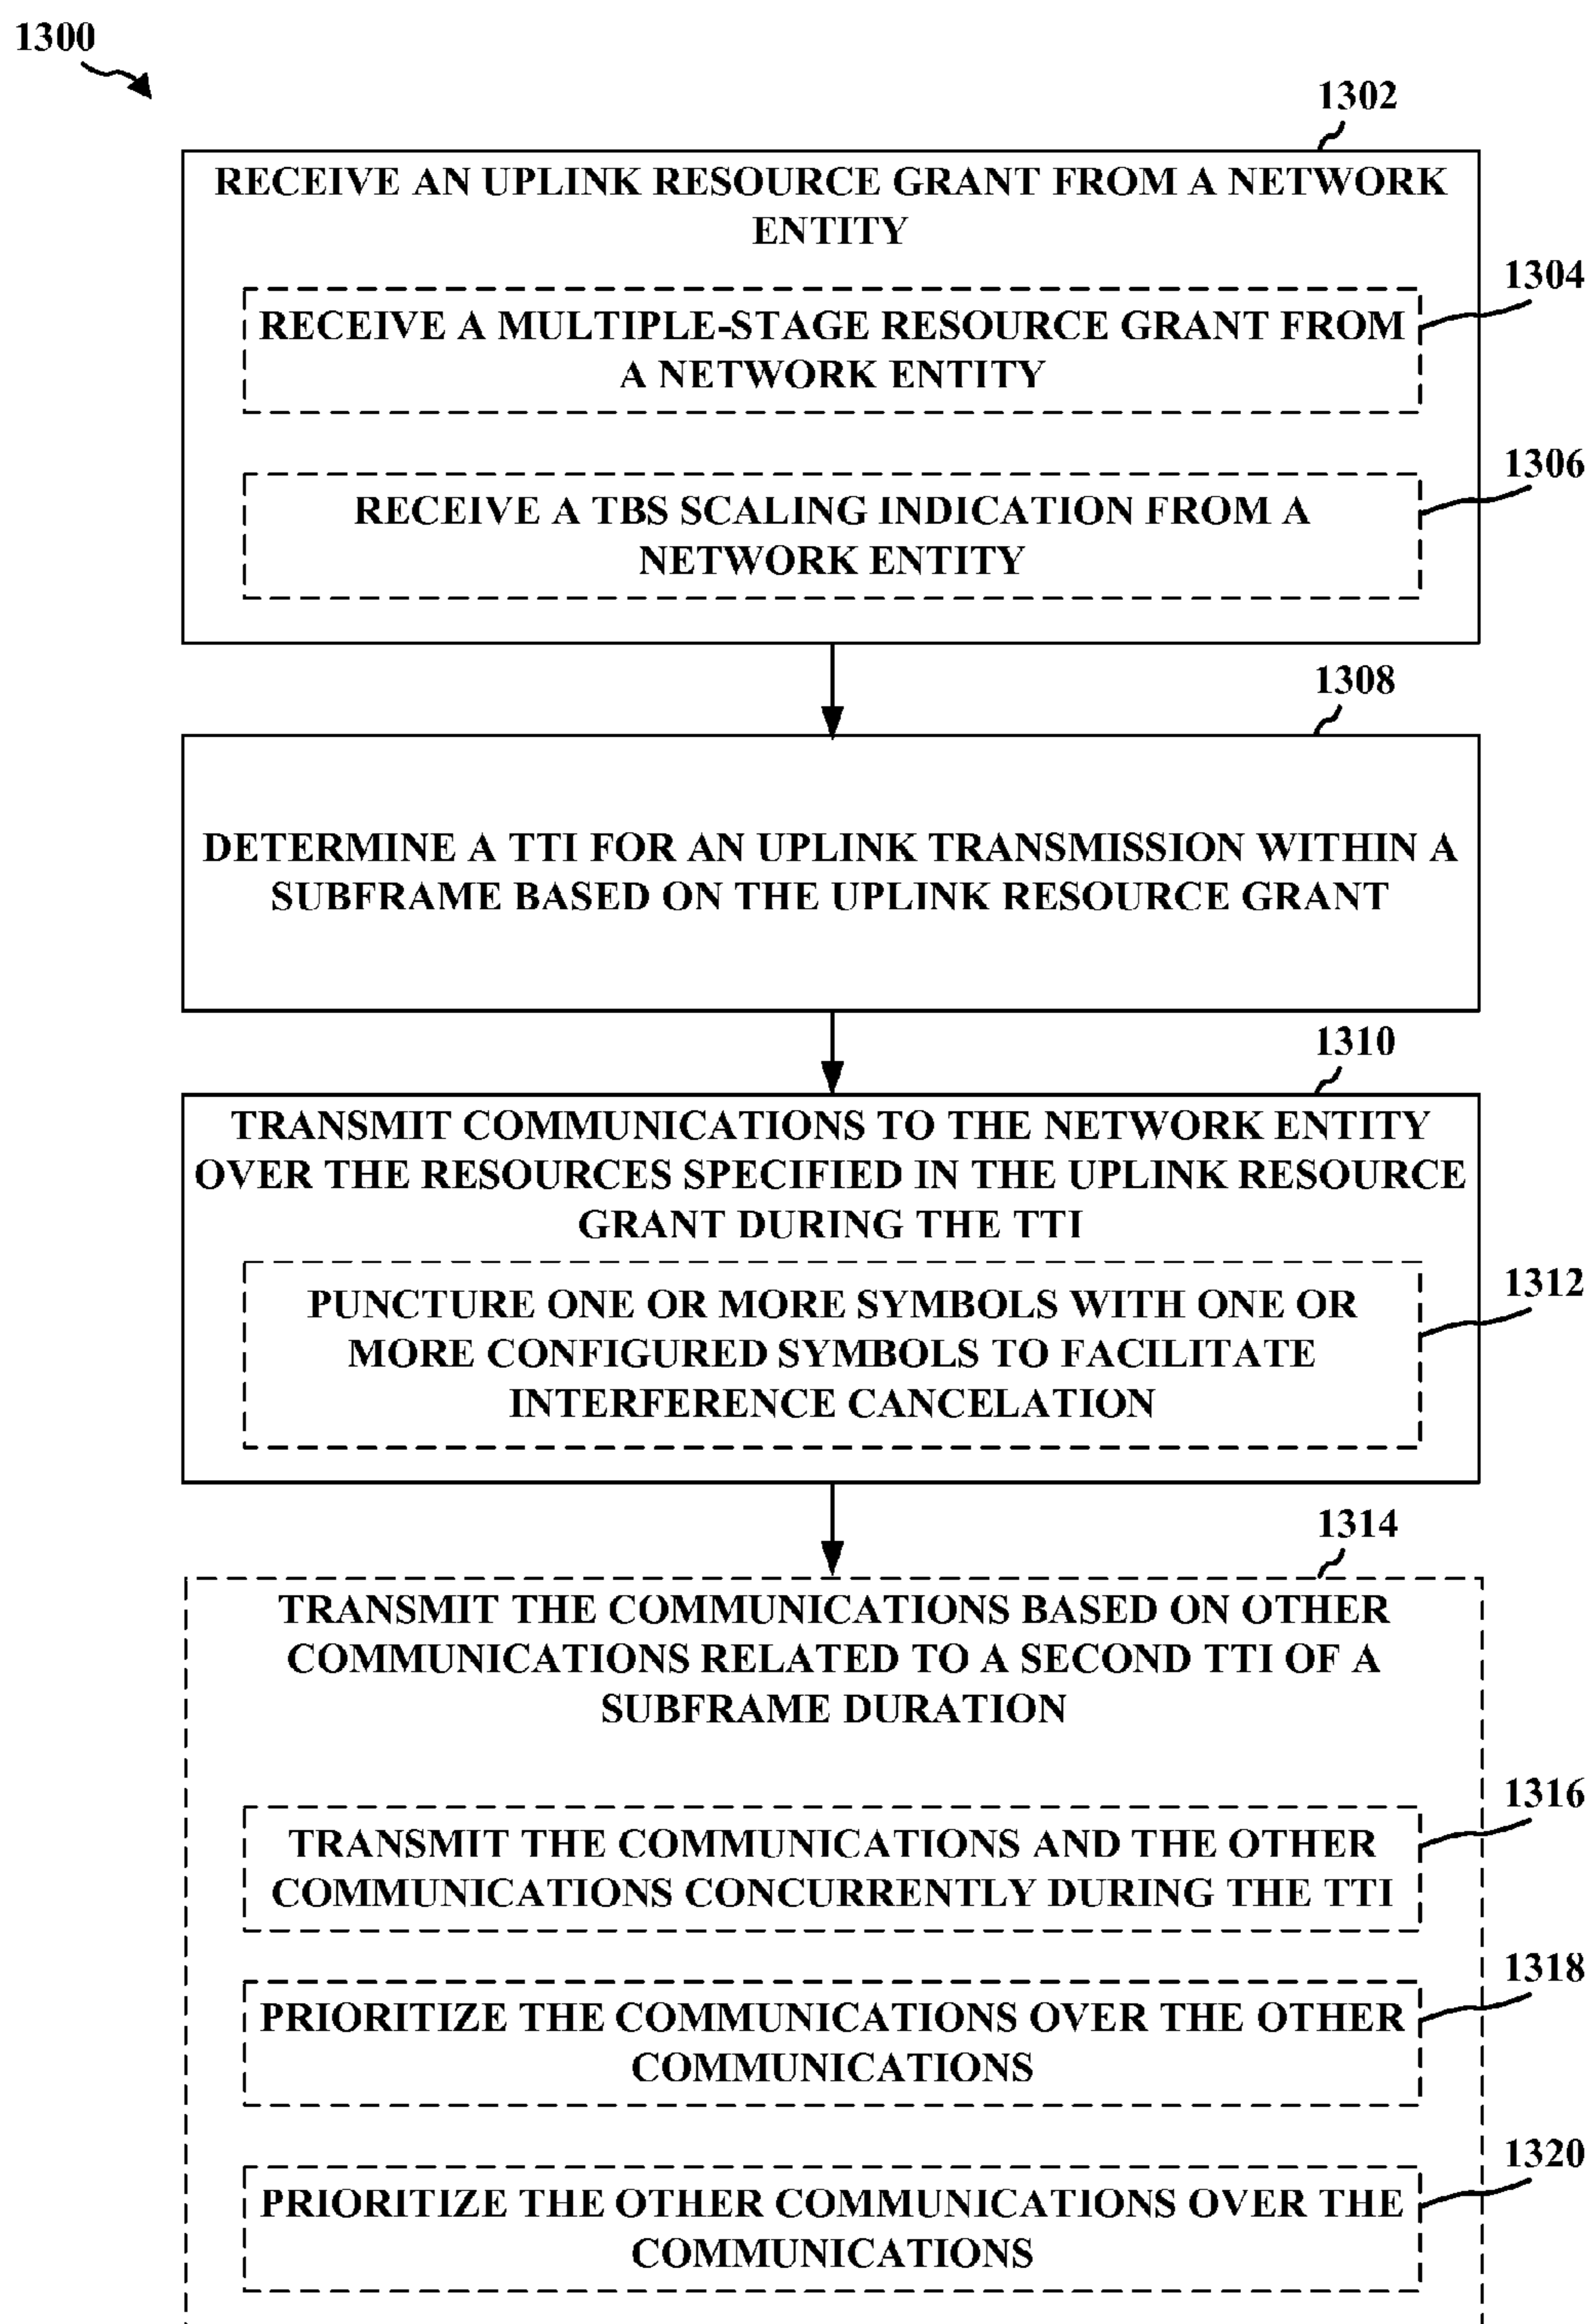 1300
1302
RECEIVE AN UPLINK RESOURCE GRANT FROM A NETWORK
ENTITY
1304
RECEIVE A MULTIPLE-STAGE RESOURCE GRANT FROM
A NETWORK ENTITY
1306
RECEIVE A TBS SCALING INDICATION FROM A
NETWORK ENTITY
1308
DETERMINE A TTI FOR AN UPLINK TRANSMISSION WITHIN A
SUBFRAME BASED ON THE UPLINK RESOURCE GRANT
1310
TRANSMIT COMMUNICATIONS TO THE NETWORK ENTITY
OVER THE RESOURCES SPECIFIED IN THE UPLINK RESOURCE
GRANT DURING THE TTI
1312
PUNCTURE ONE OR MORE SYMBOLS WITH ONE OR
MORE CONFIGURED SYMBOLS TO FACILITATE
INTERFERENCE CANCELATION
1314
TRANSMIT THE COMMUNICATIONS BASED ON OTHER
COMMUNICATIONS RELATED TO A SECOND TTI OF A
SUBFRAME DURATION
1316
TRANSMIT THE COMMUNICATIONS AND THE OTHER
COMMUNICATIONS CONCURRENTLY DURING THE TTI
1318
PRIORITIZE THE COMMUNICATIONS OVER THE OTHER
COMMUNICATIONS
1320
PRIORITIZE THE OTHER COMMUNICATIONS OVER THE
COMMUNICATIONS